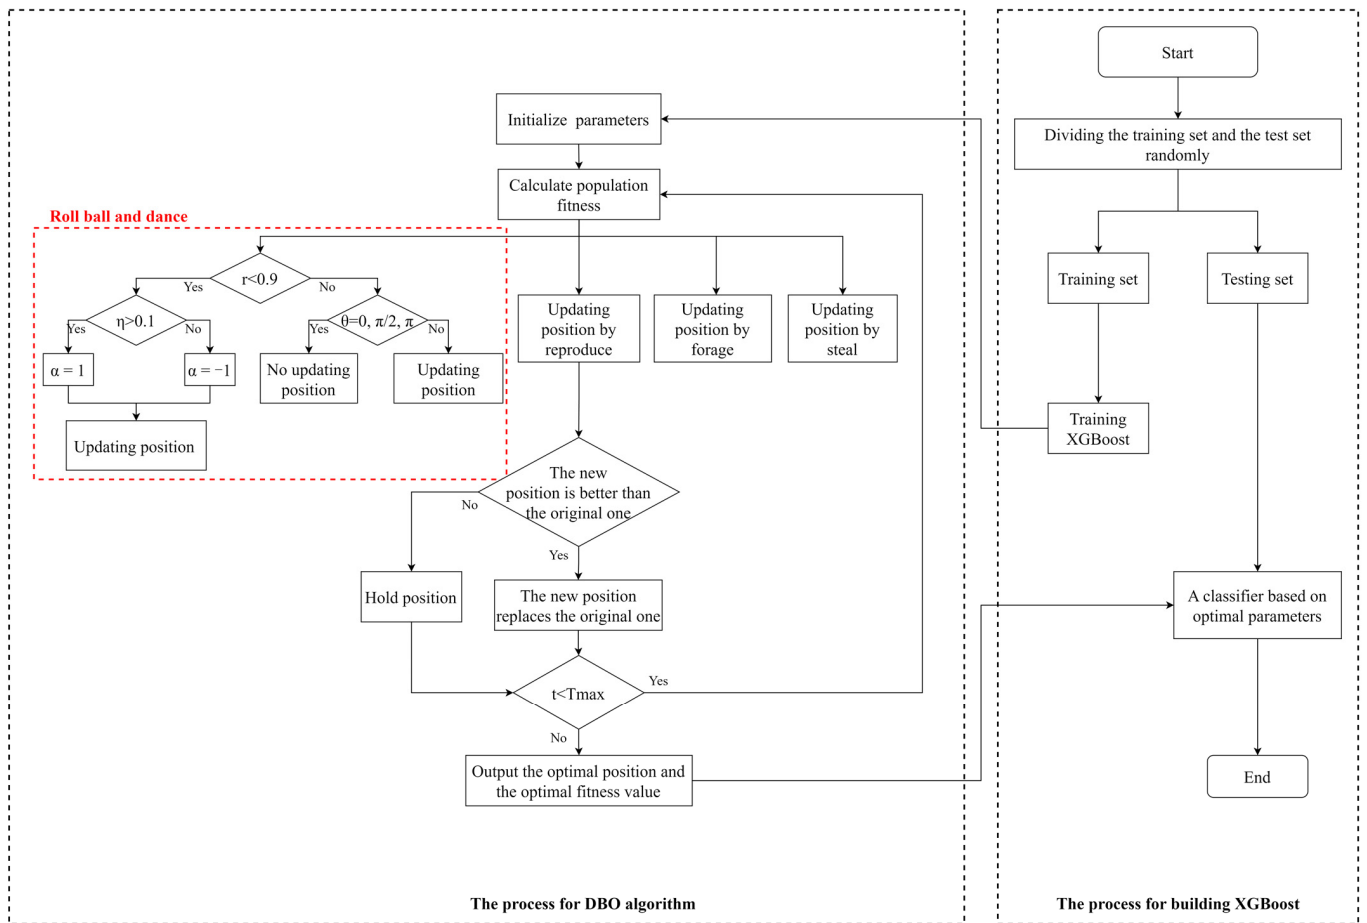 Start
Initialize parameters
Dividing the training set and the test set
randomly
Calculate population
fitness
Roll ball and dance
r<0.9
Yes
No
Training set
Testing set
η>0.1
Yes
No
θ=0, π/2, π
Yes
No
Updating
position by
reproduce
Updating
position by
forage
Updating
position by
steal
α = 1
α = −1
No updating
position
Updating
position
Updating position
Training
XGBoost
The new
position is better than
the original one
No
Yes
Hold position
The new position
replaces the original one
A classifier based on
optimal parameters
t<Tmax
Yes
No
Output the optimal position and
the optimal fitness value
End
The process for DBO algorithm
The process for building XGBoost